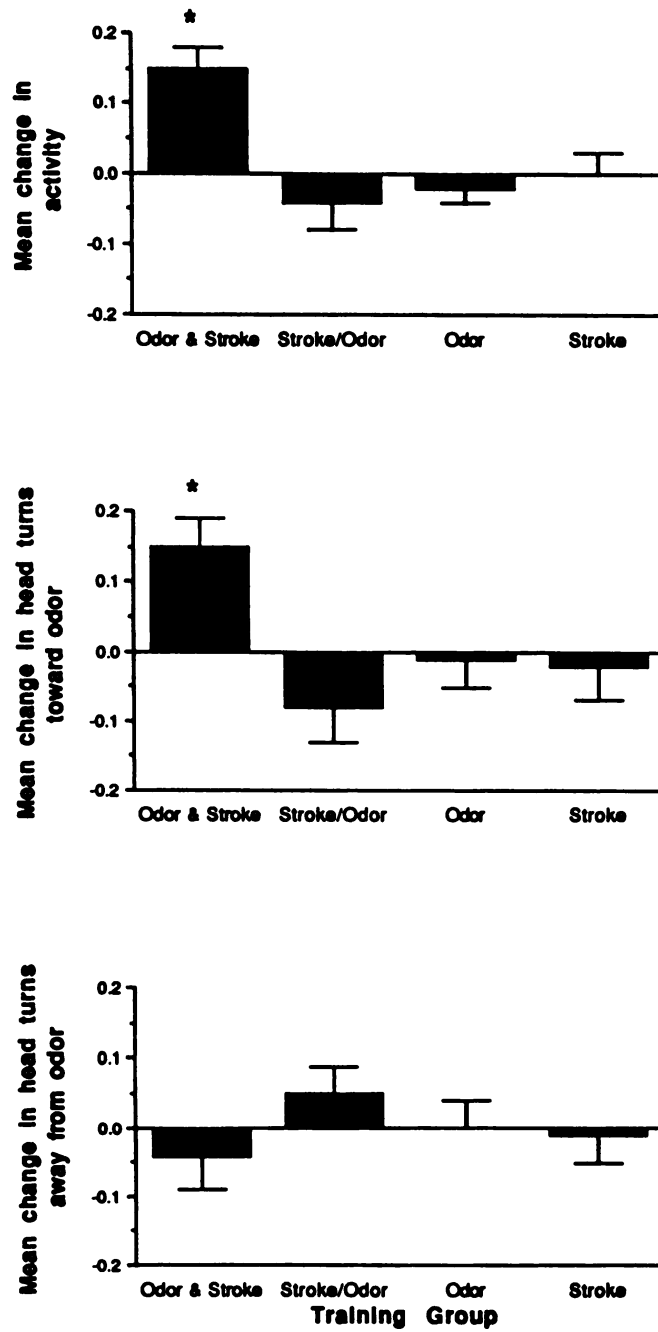 *
Mean change in
activity
0.2
0.1
0.0
-0.1
-0.2
Odor & Stroke Stroke/Odor Odor Stroke
*
Mean change in head turns
toward odor
0.2
0.1
0.0
-0.1
-0.2
Odor & Stroke Stroke/Odor Odor Stroke
Mean change in head turns
away from odor
0.2
0.1
0.0
-0.1
-0.2
Odor & Stroke Stroke/Odor Odor Stroke
Training Group